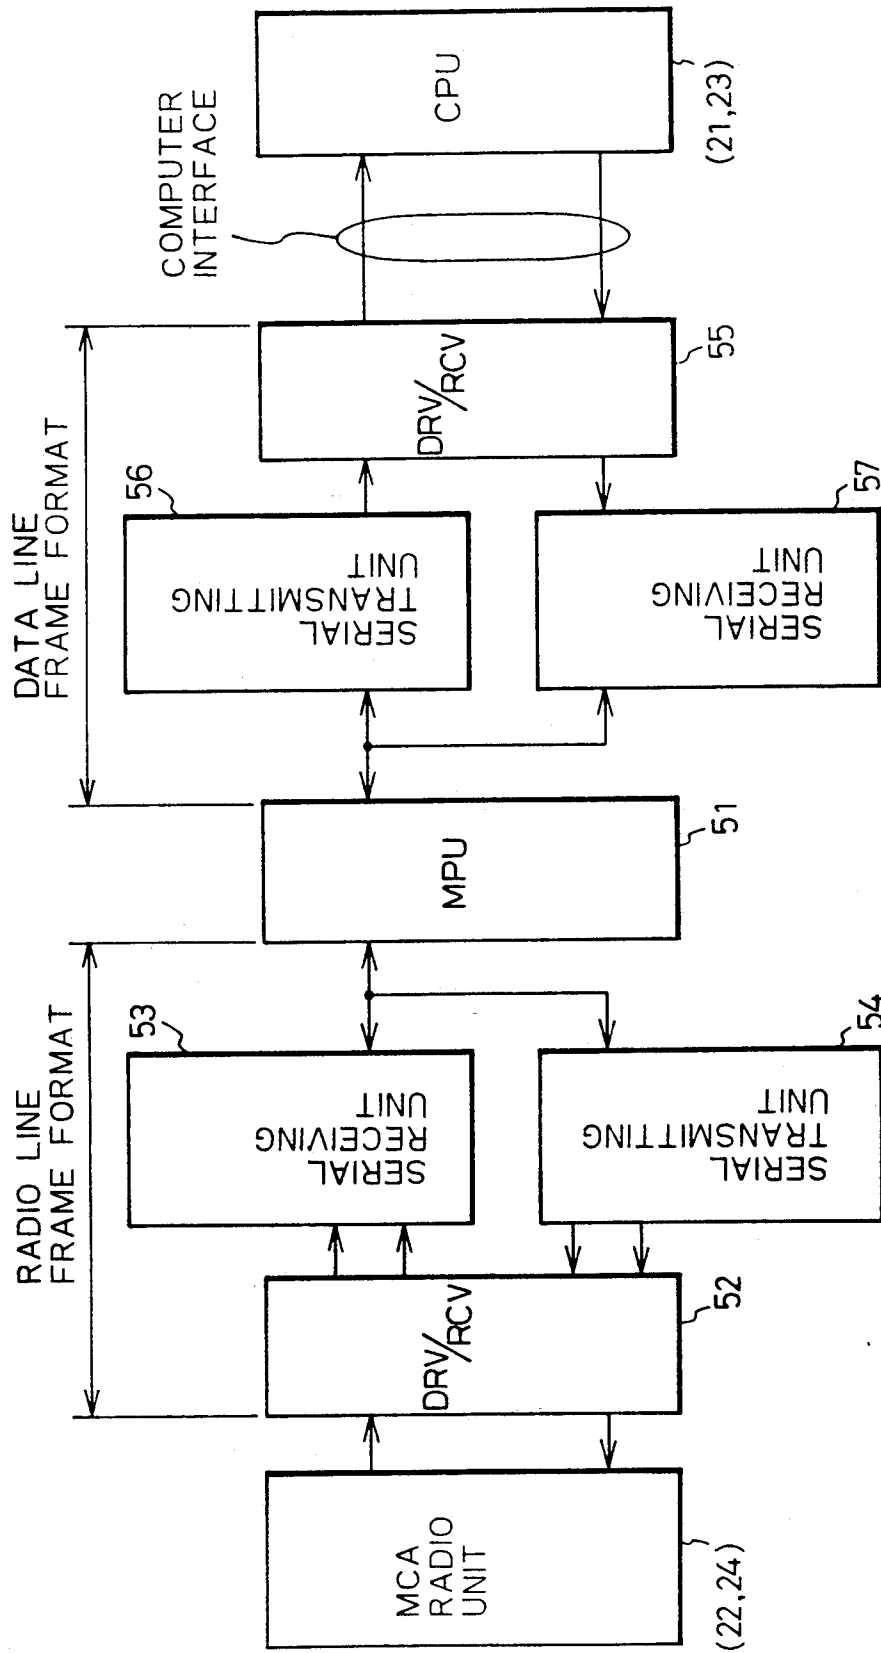 RADIO LINE
FRAME FORMAT
DATA LINE
FRAME FORMAT
COMPUTER
INTERFACE
MCA
RADIO
UNIT
(22,24)
DRV/RCV
52
53
SERIAL
RECEIVING
UNIT
54
SERIAL
TRANSMITTING
UNIT
MPU
51
56
SERIAL
TRANSMITTING
UNIT
57
SERIAL
RECEIVING
UNIT
DRV/RCV
55
CPU
(21,23)